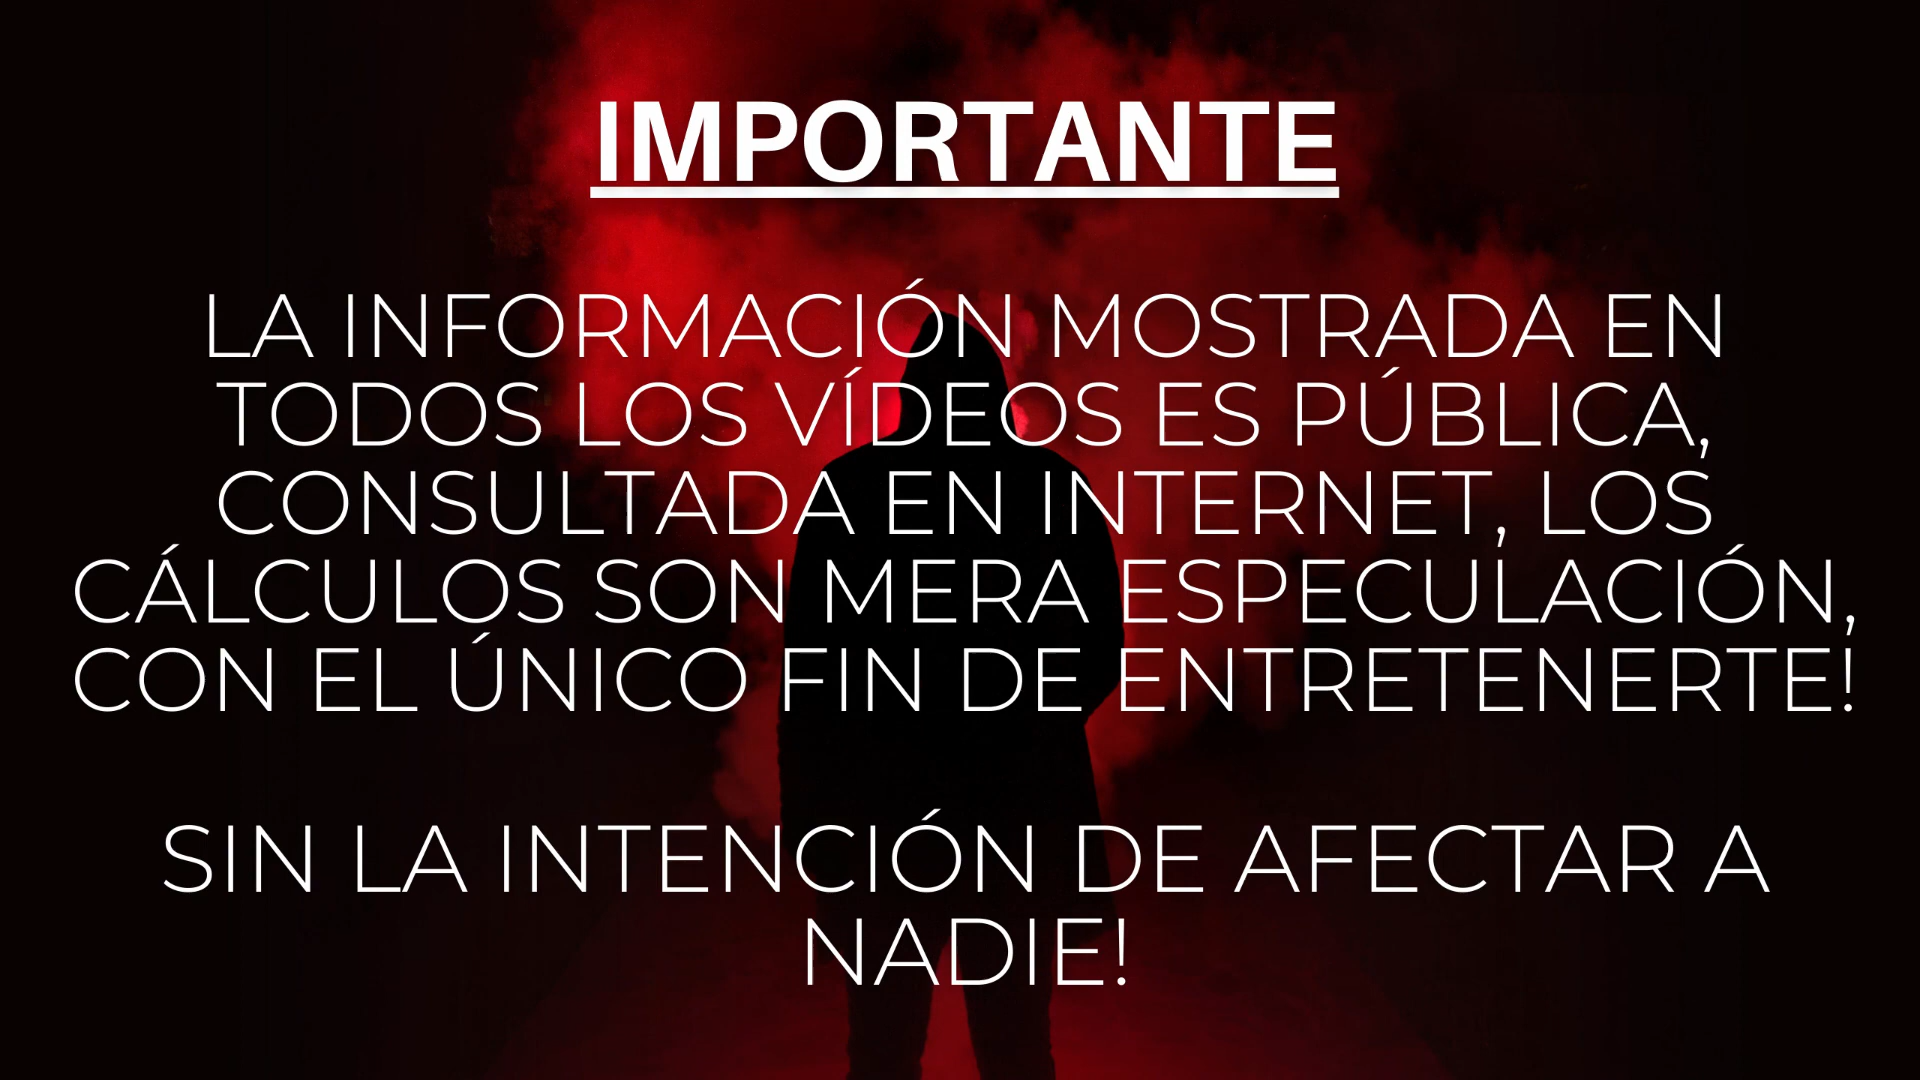 IMPORTANTE
LA INFORMACIÓN MOSTRADA EN
TODOS LOS VÍDEOS ES PÚBLICA,
CONSULTADA EN INTERNET, LOS
CÁLCULOS SON MERA ESPECULACIÓN,
CON EL ÚNICO FIN DE ENTRETENERTE!
SIN LA INTENCIÓN DE AFECTAR A
NADIE!